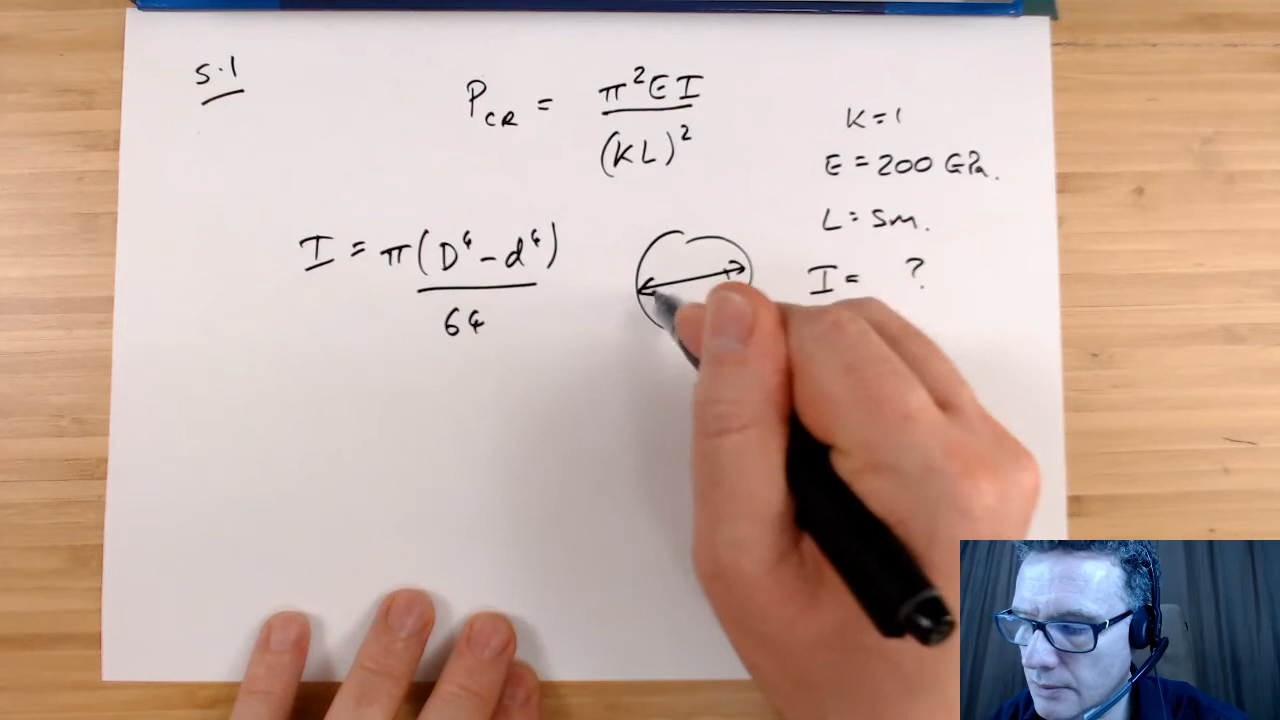 5.1
P_CR = π²EI / (KL)²
K=1
E = 200 GPa.
L = 5m.
I = π(D⁴ - d⁴) / 64
I = ?